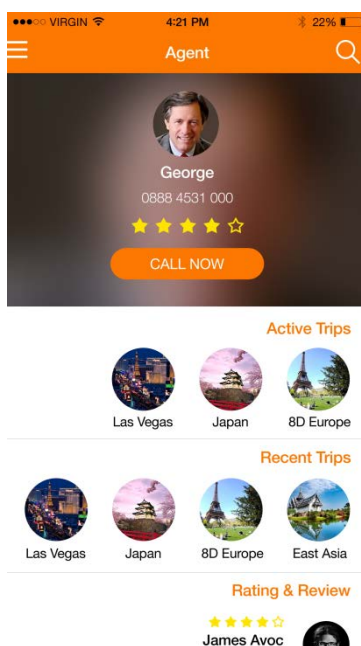 VIRGIN 4:21 PM 22%
Agent
George
0888 4531 000
CALL NOW
Active Trips
Las Vegas Japan 8D Europe
Recent Trips
Las Vegas Japan 8D Europe East Asia
Rating & Review
James Avoc